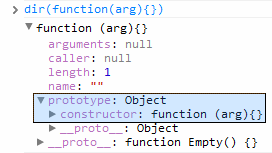 > dir(function(arg){})
▼ function (arg){}
arguments: null
caller: null
length: 1
name: ""
▼ prototype: Object
▶ constructor: function (arg){}
▶ __proto__: Object
▶ __proto__: function Empty() {}